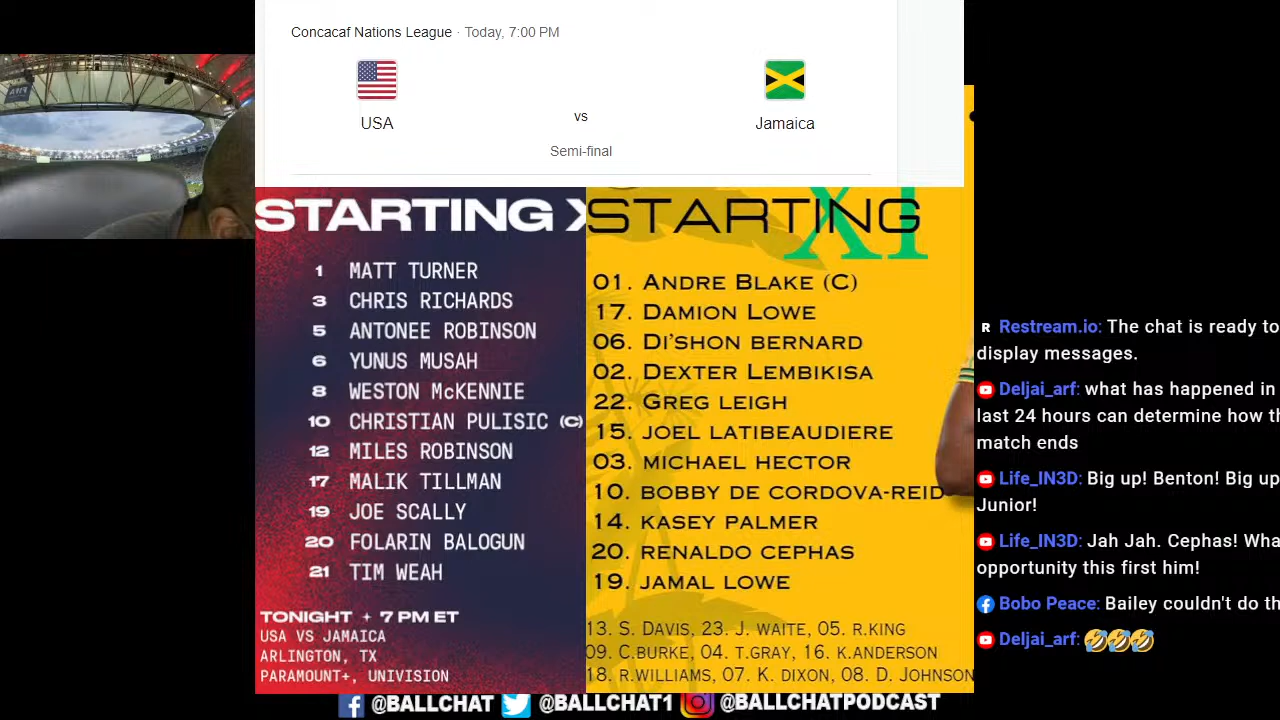 Concacaf Nations League · Today, 7:00 PM
USA
vs
Jamaica
Semi-final
STARTING X
1 MATT TURNER
3 CHRIS RICHARDS
5 ANTONEE ROBINSON
6 YUNUS MUSAH
8 WESTON McKENNIE
10 CHRISTIAN PULISIC (C)
12 MILES ROBINSON
17 MALIK TILLMAN
19 JOE SCALLY
20 FOLARIN BALOGUN
21 TIM WEAH
TONIGHT + 7 PM ET
USA VS JAMAICA
ARLINGTON, TX
PARAMOUNT+, UNIVISION
STARTING
XI
01. ANDRE BLAKE (C)
17. DAMION LOWE
06. DI'SHON BERNARD
02. DEXTER LEMBIKISA
22. GREG LEIGH
15. JOEL LATIBEAUDIERE
03. MICHAEL HECTOR
10. BOBBY DE CORDOVA-REID
14. KASEY PALMER
20. RENALDO CEPHAS
19. JAMAL LOWE
13. S. DAVIS, 23. J. WAITE, 05. R.KING
09. C.BURKE, 04. T.GRAY, 16. K.ANDERSON
18. R.WILLIAMS, 07. K. DIXON, 08. D. JOHNSON
R Restream.io: The chat is ready to
display messages.
Deljai_arf: what has happened in
last 24 hours can determine how th
match ends
Life_IN3D: Big up! Benton! Big up
Junior!
Life_IN3D: Jah Jah. Cephas! Wha
opportunity this first him!
Bobo Peace: Bailey couldn't do th
Deljai_arf: 🤣🤣🤣
@BALLCHAT @BALLCHAT1 @BALLCHATPODCAST